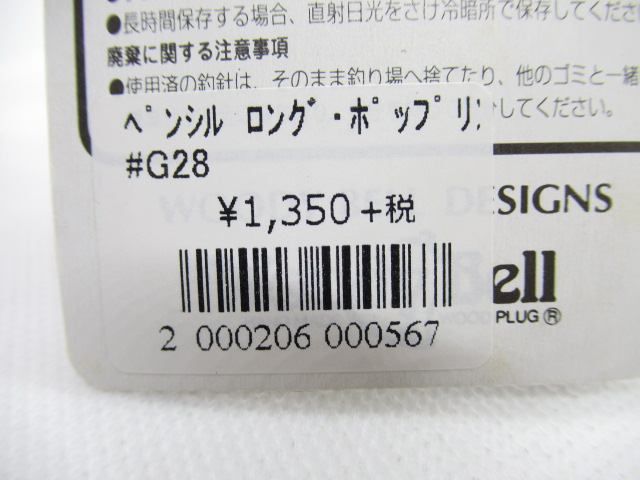 ●長時間保存する場合、直射日光をさけ冷暗所で保存してくださ
廃棄に関する注意事項
●使用済の釣針は、そのまま釣り場へ捨てたり、他のゴミと一緒
してください。
ﾍﾟﾝｼﾙ ﾛﾝｸﾞ・ﾎﾟｯﾌﾟﾘﾝ
#G28
¥1,350+税
SIGNS
ell
PLUG®
2 000206 000567